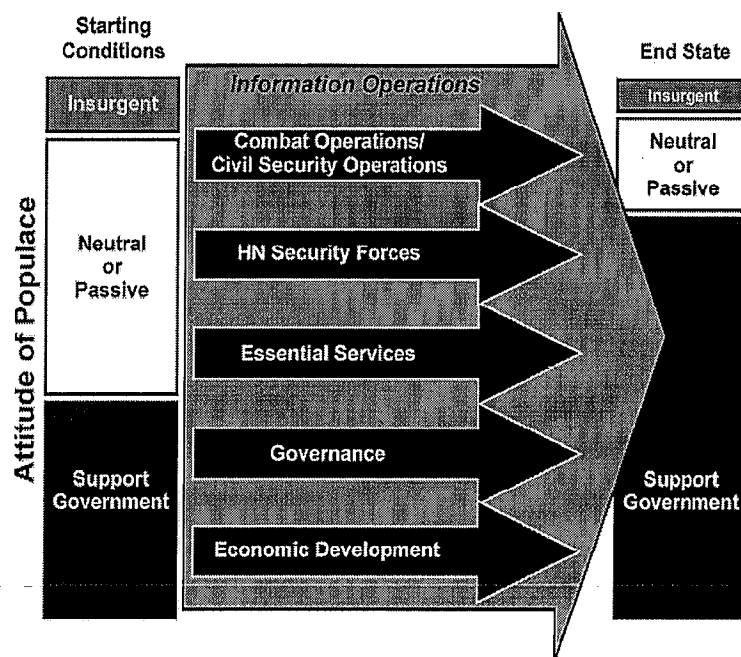 Starting
Conditions
Attitude of Populace
Insurgent
Neutral
or
Passive
Support
Government
Information Operations
Combat Operations/
Civil Security Operations
HN Security Forces
Essential Services
Governance
Economic Development
End State
Insurgent
Neutral
or
Passive
Support
Government